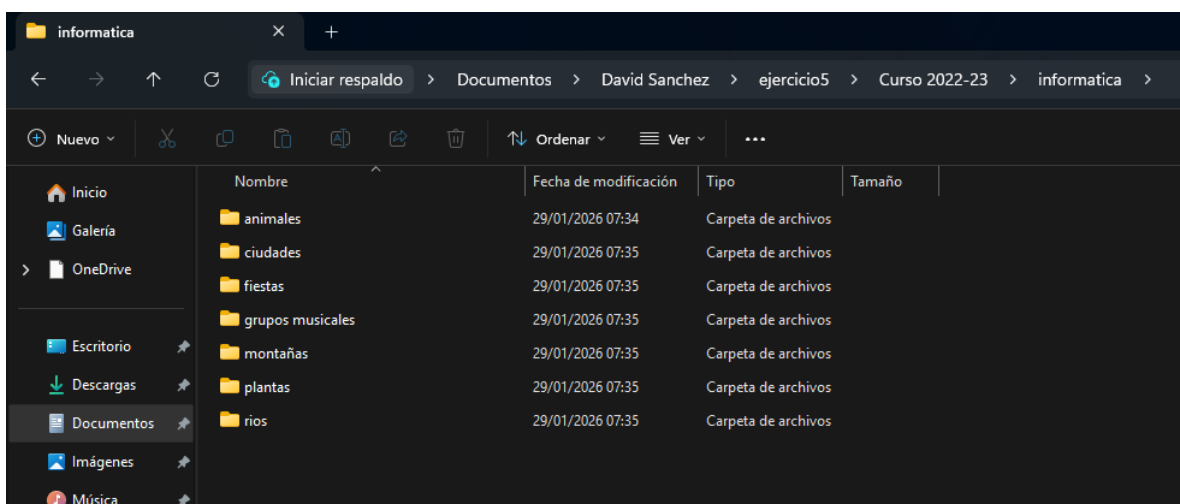 informatica
Iniciar respaldo > Documentos > David Sanchez > ejercicio5 > Curso 2022-23 > informatica >
Nuevo Ordenar Ver ...
Nombre Fecha de modificación Tipo Tamaño
Inicio
Galería
OneDrive
Escritorio
Descargas
Documentos
Imágenes
Música
animales 29/01/2026 07:34 Carpeta de archivos
ciudades 29/01/2026 07:35 Carpeta de archivos
fiestas 29/01/2026 07:35 Carpeta de archivos
grupos musicales 29/01/2026 07:35 Carpeta de archivos
montañas 29/01/2026 07:35 Carpeta de archivos
plantas 29/01/2026 07:35 Carpeta de archivos
rios 29/01/2026 07:35 Carpeta de archivos